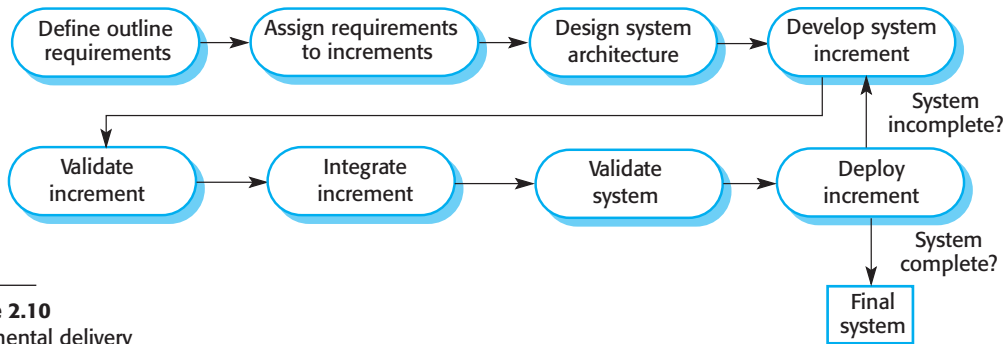 Define outline
requirements
Assign requirements
to increments
Design system
architecture
Develop system
increment
System
incomplete?
Validate
increment
Integrate
increment
Validate
system
Deploy
increment
System
complete?
Final
system
2.10
mental delivery